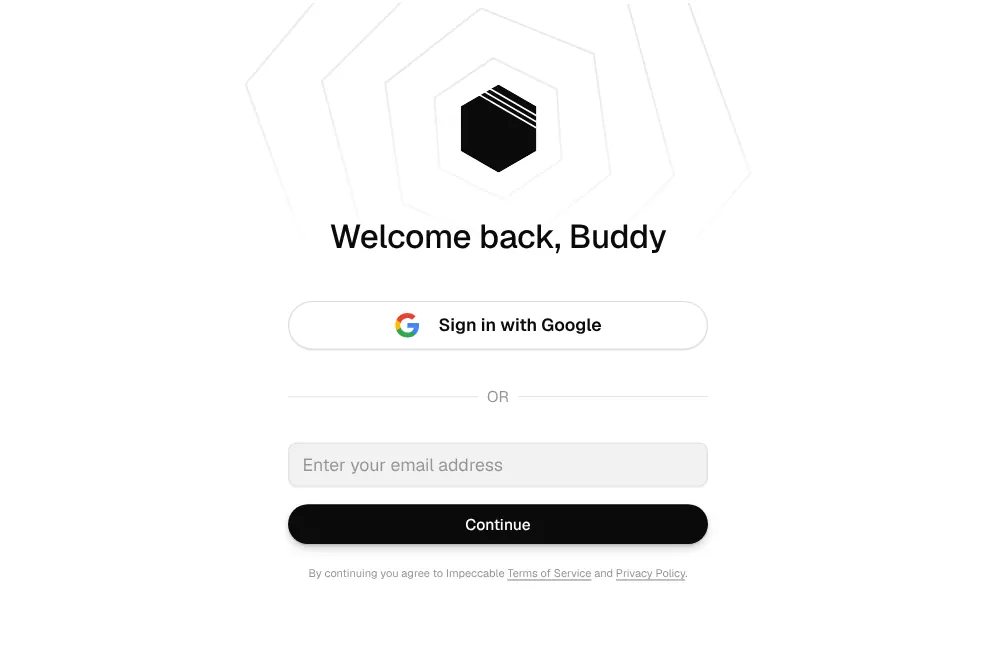 Welcome back, Buddy
Sign in with Google
OR
Enter your email address
Continue
By continuing you agree to Impeccable Terms of Service and Privacy Policy.